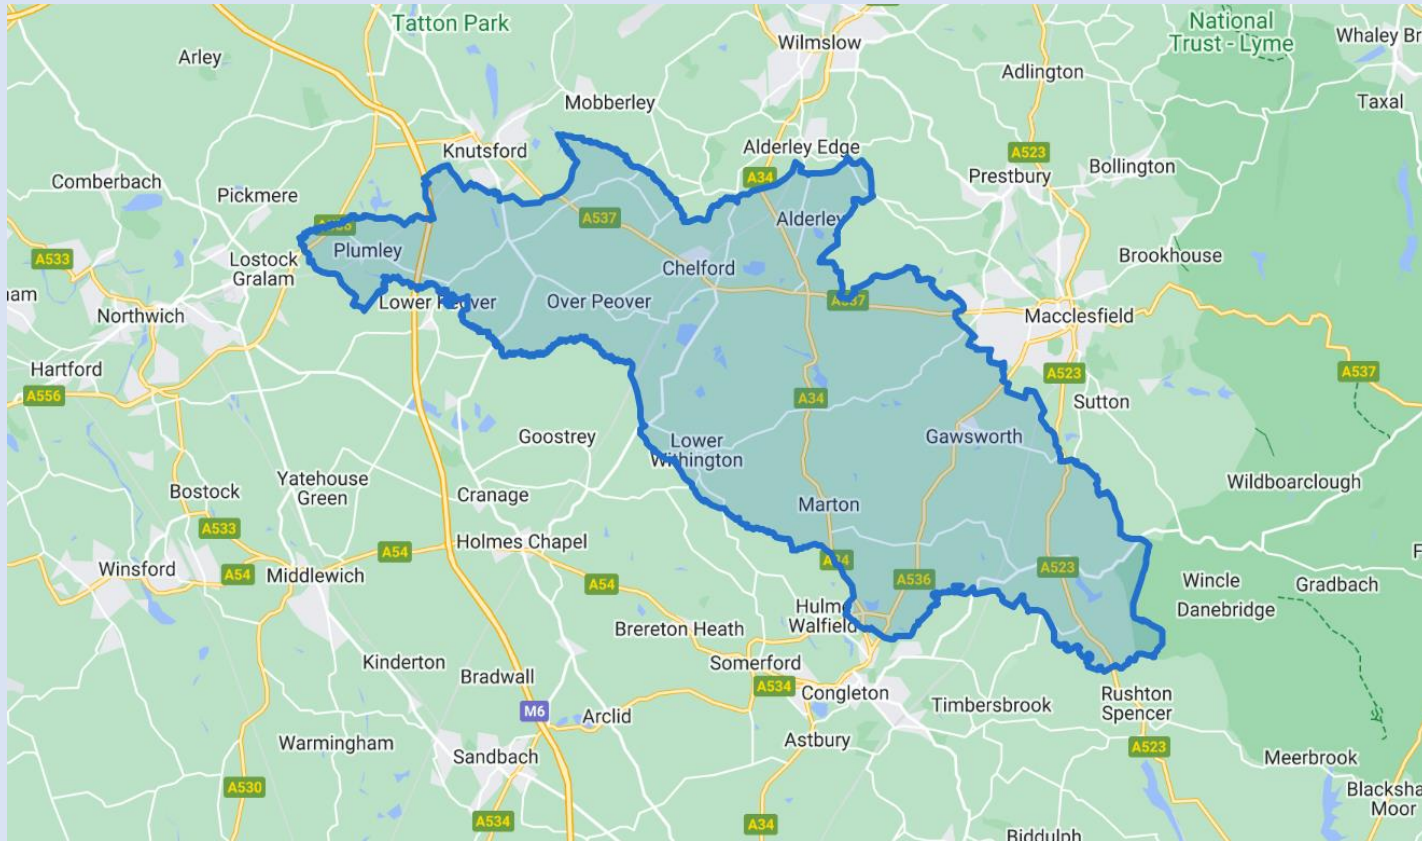 Tatton Park
National
Trust - Lyme
Whaley Br
Wilmslow
Arley
Adlington
Taxal
Mobberley
Knutsford
Alderley Edge
A523
Bollington
Comberbach
Pickmere
A34
Prestbury
A537
Alderley
Plumley
Lostock
Gralam
A533
Chelford
Brookhouse
am
Northwich
Lower Peover
Over Peover
A537
Macclesfield
Hartford
A556
A34
A523
A537
Sutton
Goostrey
Lower
Withington
Gawsworth
Yatehouse
Green
Bostock
Cranage
Marton
Wildboarclough
A533
Holmes Chapel
A54
A34
F
Winsford
A54
Middlewich
A54
A536
A523
Wincle
Gradbach
Danebridge
Hulme
Walfield
Brereton Heath
Kinderton
Bradwall
Somerford
A534
Congleton
Timbersbrook
Rushton
Spencer
M6
Arclid
Astbury
Warmingham
Sandbach
A523
Meerbrook
A530
Blacksha
Moor
A534
A34
Biddulph